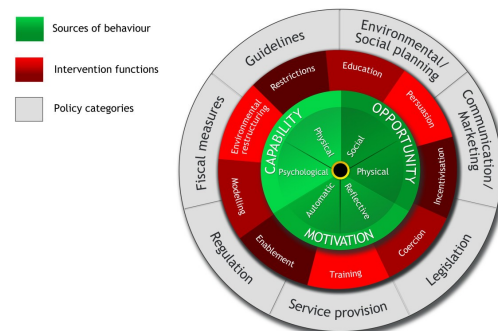 Sources of behaviour
Intervention functions
Policy categories
Guidelines
Environmental/
Social planning
Communication/
Marketing
Legislation
Service provision
Regulation
Fiscal measures
Restrictions
Education
Persuasion
Incentivisation
Coercion
Training
Enablement
Modelling
Environmental
restructuring
CAPABILITY
OPPORTUNITY
MOTIVATION
Physical
Social
Psychological
Physical
Automatic
Reflective